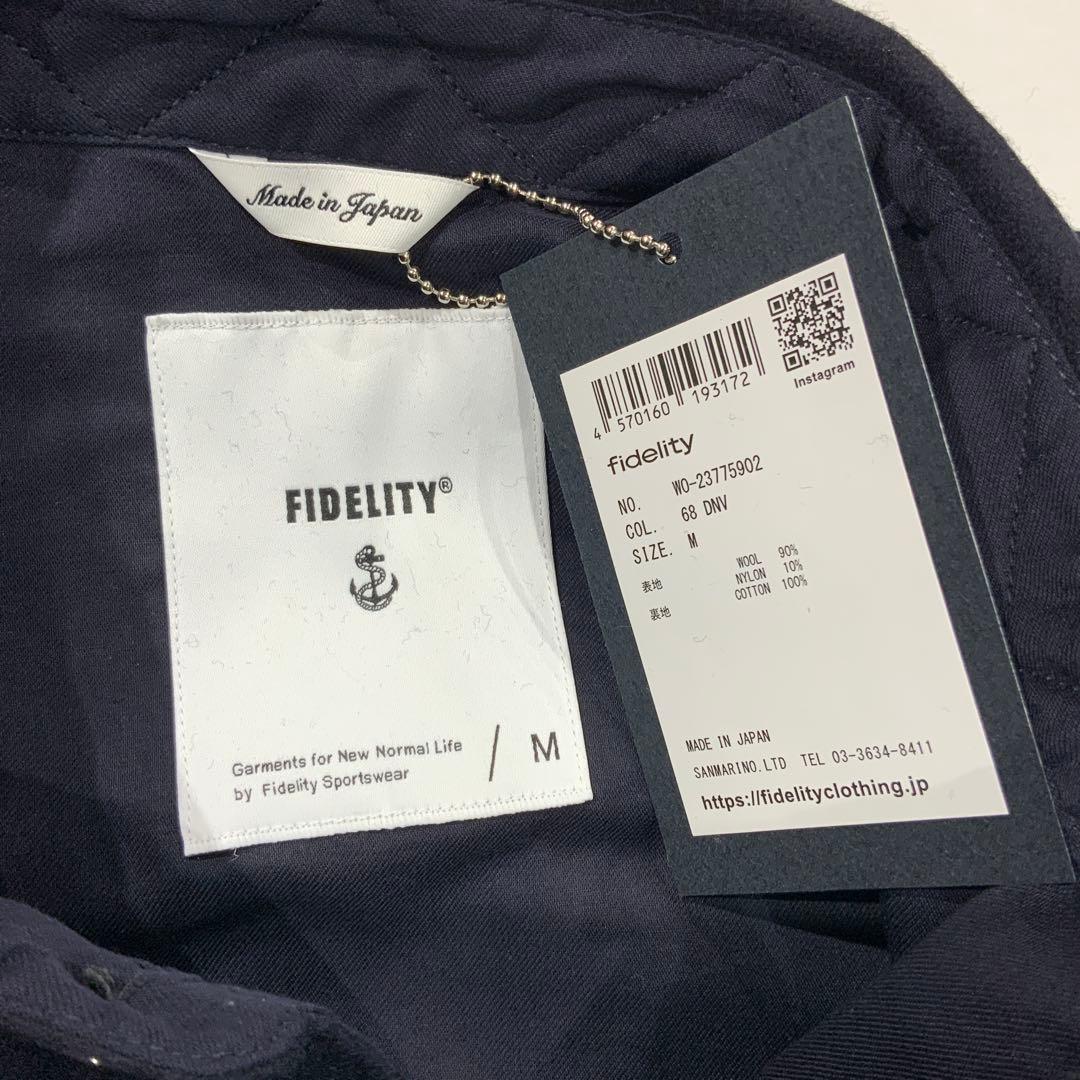 Made in Japan
FIDELITY®
Garments for New Normal Life
by Fidelity Sportswear
/ M
Instagram
4 570160 193172
fidelity
NO. WO-23775902
COL. 68 DNV
SIZE. M
表地 WOOL 90%
NYLON 10%
裏地 COTTON 100%
MADE IN JAPAN
SANMARINO.LTD TEL 03-3634-8411
https://fidelityclothing.jp